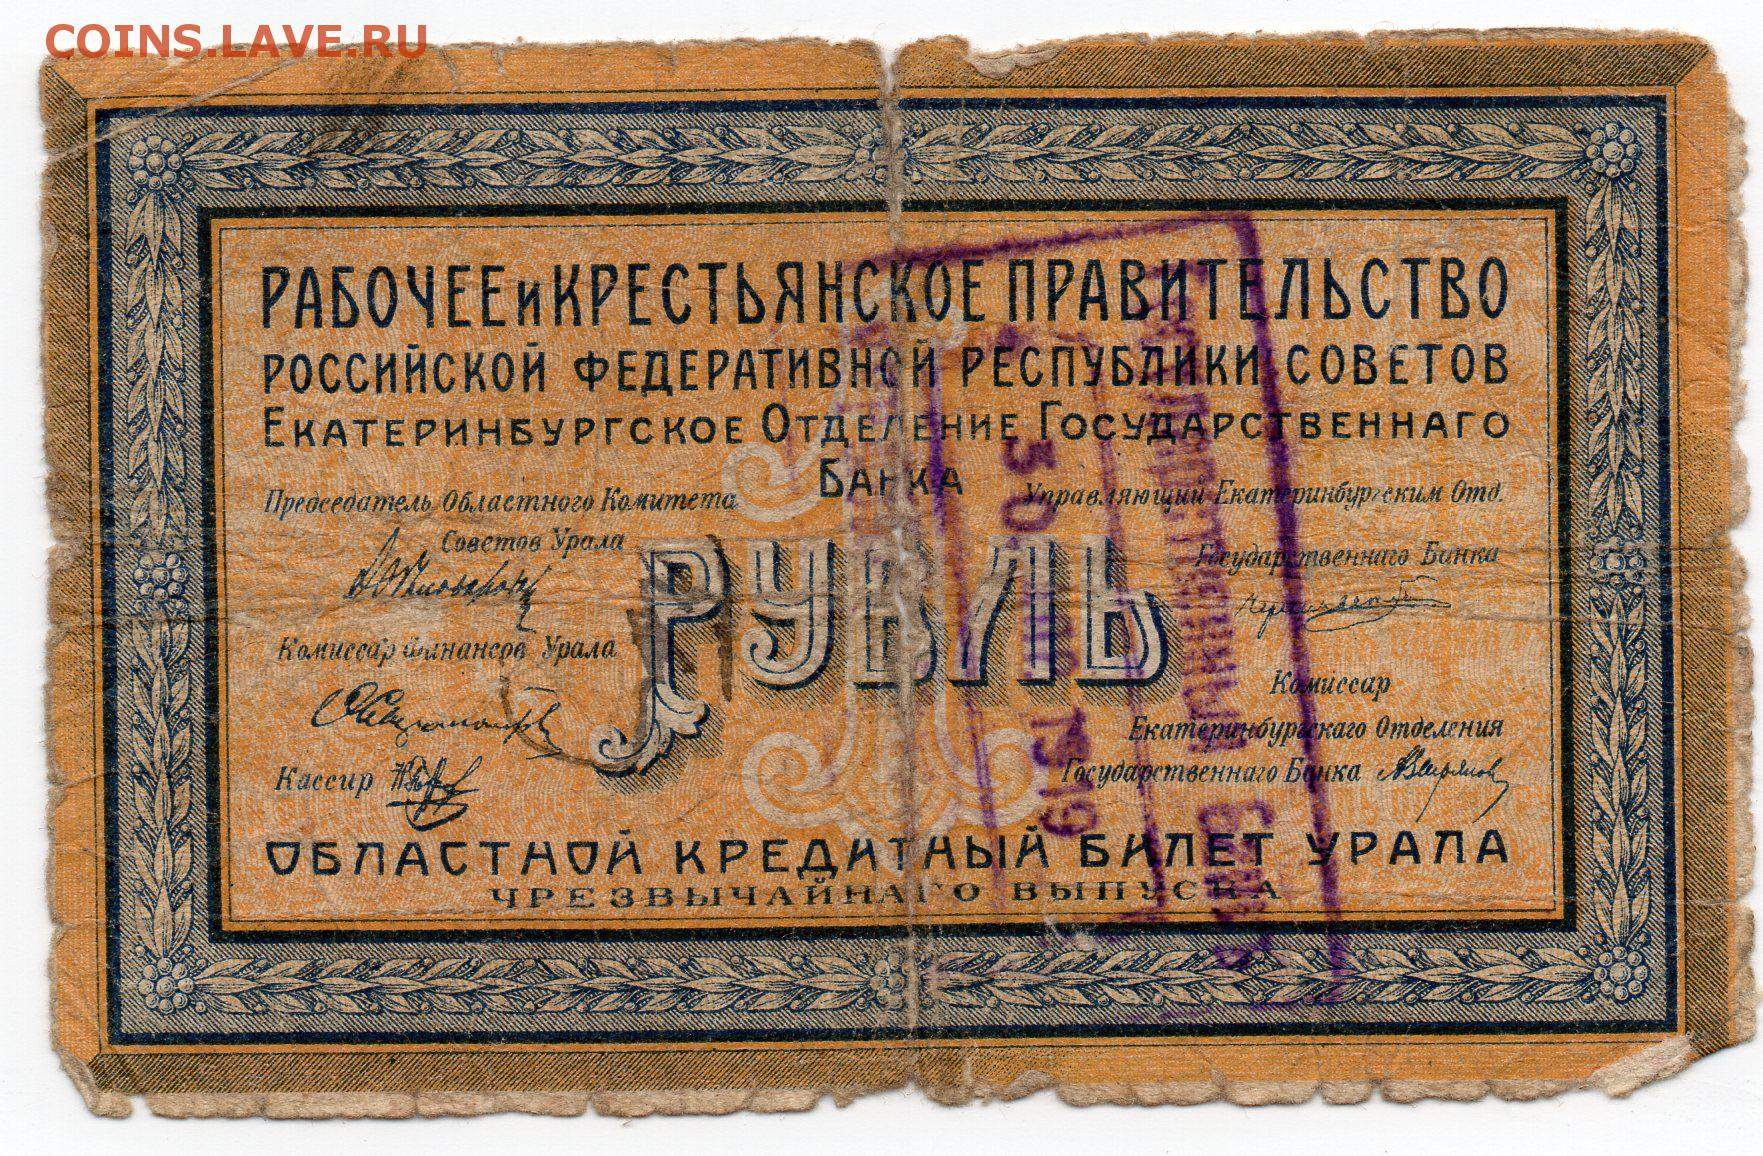 COINS.LAVE.RU
РАБОЧЕЕ и КРЕСТЬЯНСКОЕ ПРАВИТЕЛЬСТВО
РОССИЙСКОЙ ФЕДЕРАТИВНОЙ РЕСПУБЛИКИ СОВЕТОВ
ЕКАТЕРИНБУРГСКОЕ ОТДЕЛЕНИЕ ГОСУДАРСТВЕННАГО
БАНКА
Председатель Областного Комитета
Советов Урала
Управляющий Екатеринбургским Отд.
Государственнаго Банка
РУБЛЬ
Комиссар Финансов Урала
Комиссар
Екатеринбургскаго Отделения
Государственнаго Банка
Кассир
ОБЛАСТНОЙ КРЕДИТНЫЙ БИЛЕТ УРАЛА
ЧРЕЗВЫЧАЙНАГО ВЫПУСКА
30
1919